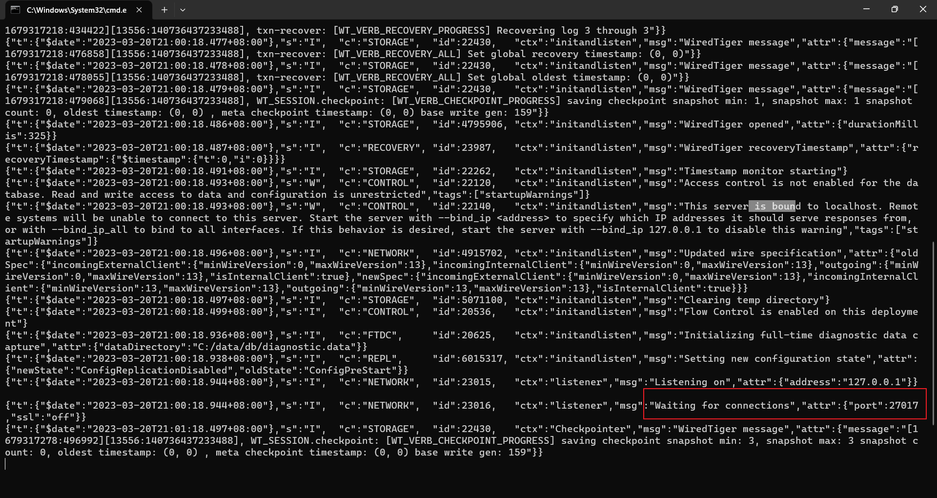 C:\Windows\System32\cmd.e
1679317218:434422][13556:140736437233488], txn-recover: [WT_VERB_RECOVERY_PROGRESS] Recovering log 3 through 3"}}
{"t":{"$date":"2023-03-20T21:00:18.477+08:00"},"s":"I",  "c":"STORAGE",  "id":22430,   "ctx":"initandlisten","msg":"WiredTiger message","attr":{"message":"[
1679317218:476858][13556:140736437233488], txn-recover: [WT_VERB_RECOVERY_ALL] Set global recovery timestamp: (0, 0)"}}
{"t":{"$date":"2023-03-20T21:00:18.478+08:00"},"s":"I",  "c":"STORAGE",  "id":22430,   "ctx":"initandlisten","msg":"WiredTiger message","attr":{"message":"[
1679317218:478055][13556:140736437233488], txn-recover: [WT_VERB_RECOVERY_ALL] Set global oldest timestamp: (0, 0)"}}
{"t":{"$date":"2023-03-20T21:00:18.479+08:00"},"s":"I",  "c":"STORAGE",  "id":22430,   "ctx":"initandlisten","msg":"WiredTiger message","attr":{"message":"[
1679317218:479068][13556:140736437233488], WT_SESSION.checkpoint: [WT_VERB_CHECKPOINT_PROGRESS] saving checkpoint snapshot min: 1, snapshot max: 1 snapshot
count: 0, oldest timestamp: (0, 0) , meta checkpoint timestamp: (0, 0) base write gen: 159"}}
{"t":{"$date":"2023-03-20T21:00:18.486+08:00"},"s":"I",  "c":"STORAGE",  "id":4795906, "ctx":"initandlisten","msg":"WiredTiger opened","attr":{"durationMill
is":325}}
{"t":{"$date":"2023-03-20T21:00:18.487+08:00"},"s":"I",  "c":"RECOVERY", "id":23987,   "ctx":"initandlisten","msg":"WiredTiger recoveryTimestamp","attr":{"r
ecoveryTimestamp":{"$timestamp":{"t":0,"i":0}}}}
{"t":{"$date":"2023-03-20T21:00:18.491+08:00"},"s":"I",  "c":"STORAGE",  "id":22262,   "ctx":"initandlisten","msg":"Timestamp monitor starting"}
{"t":{"$date":"2023-03-20T21:00:18.493+08:00"},"s":"W",  "c":"CONTROL",  "id":22120,   "ctx":"initandlisten","msg":"Access control is not enabled for the da
tabase. Read and write access to data and configuration is unrestricted","tags":["startupWarnings"]}
{"t":{"$date":"2023-03-20T21:00:18.493+08:00"},"s":"W",  "c":"CONTROL",  "id":22140,   "ctx":"initandlisten","msg":"This server is bound to localhost. Remot
e systems will be unable to connect to this server. Start the server with --bind_ip <address> to specify which IP addresses it should serve responses from,
or with --bind_ip_all to bind to all interfaces. If this behavior is desired, start the server with --bind_ip 127.0.0.1 to disable this warning","tags":["st
artupWarnings"]}
{"t":{"$date":"2023-03-20T21:00:18.496+08:00"},"s":"I",  "c":"NETWORK",  "id":4915702, "ctx":"initandlisten","msg":"Updated wire specification","attr":{"old
Spec":{"incomingExternalClient":{"minWireVersion":0,"maxWireVersion":13},"incomingInternalClient":{"minWireVersion":0,"maxWireVersion":13},"outgoing":{"minW
ireVersion":0,"maxWireVersion":13},"isInternalClient":true},"newSpec":{"incomingExternalClient":{"minWireVersion":0,"maxWireVersion":13},"incomingInternalCl
ient":{"minWireVersion":13,"maxWireVersion":13},"outgoing":{"minWireVersion":13,"maxWireVersion":13},"isInternalClient":true}}}
{"t":{"$date":"2023-03-20T21:00:18.497+08:00"},"s":"I",  "c":"STORAGE",  "id":5071100, "ctx":"initandlisten","msg":"Clearing temp directory"}
{"t":{"$date":"2023-03-20T21:00:18.499+08:00"},"s":"I",  "c":"CONTROL",  "id":20536,   "ctx":"initandlisten","msg":"Flow Control is enabled on this deployme
nt"}
{"t":{"$date":"2023-03-20T21:00:18.936+08:00"},"s":"I",  "c":"FTDC",     "id":20625,   "ctx":"initandlisten","msg":"Initializing full-time diagnostic data c
apture","attr":{"dataDirectory":"C:/data/db/diagnostic.data"}}
{"t":{"$date":"2023-03-20T21:00:18.938+08:00"},"s":"I",  "c":"REPL",     "id":6015317, "ctx":"initandlisten","msg":"Setting new configuration state","attr":
{"newState":"ConfigReplicationDisabled","oldState":"ConfigPreStart"}}
{"t":{"$date":"2023-03-20T21:00:18.944+08:00"},"s":"I",  "c":"NETWORK",  "id":23015,   "ctx":"listener","msg":"Listening on","attr":{"address":"127.0.0.1"}}
{"t":{"$date":"2023-03-20T21:00:18.944+08:00"},"s":"I",  "c":"NETWORK",  "id":23016,   "ctx":"listener","msg":"Waiting for connections","attr":{"port":27017
,"ssl":"off"}}
{"t":{"$date":"2023-03-20T21:01:18.497+08:00"},"s":"I",  "c":"STORAGE",  "id":22430,   "ctx":"Checkpointer","msg":"WiredTiger message","attr":{"message":"[1
679317278:496992][13556:140736437233488], WT_SESSION.checkpoint: [WT_VERB_CHECKPOINT_PROGRESS] saving checkpoint snapshot min: 3, snapshot max: 3 snapshot c
ount: 0, oldest timestamp: (0, 0) , meta checkpoint timestamp: (0, 0) base write gen: 159"}}